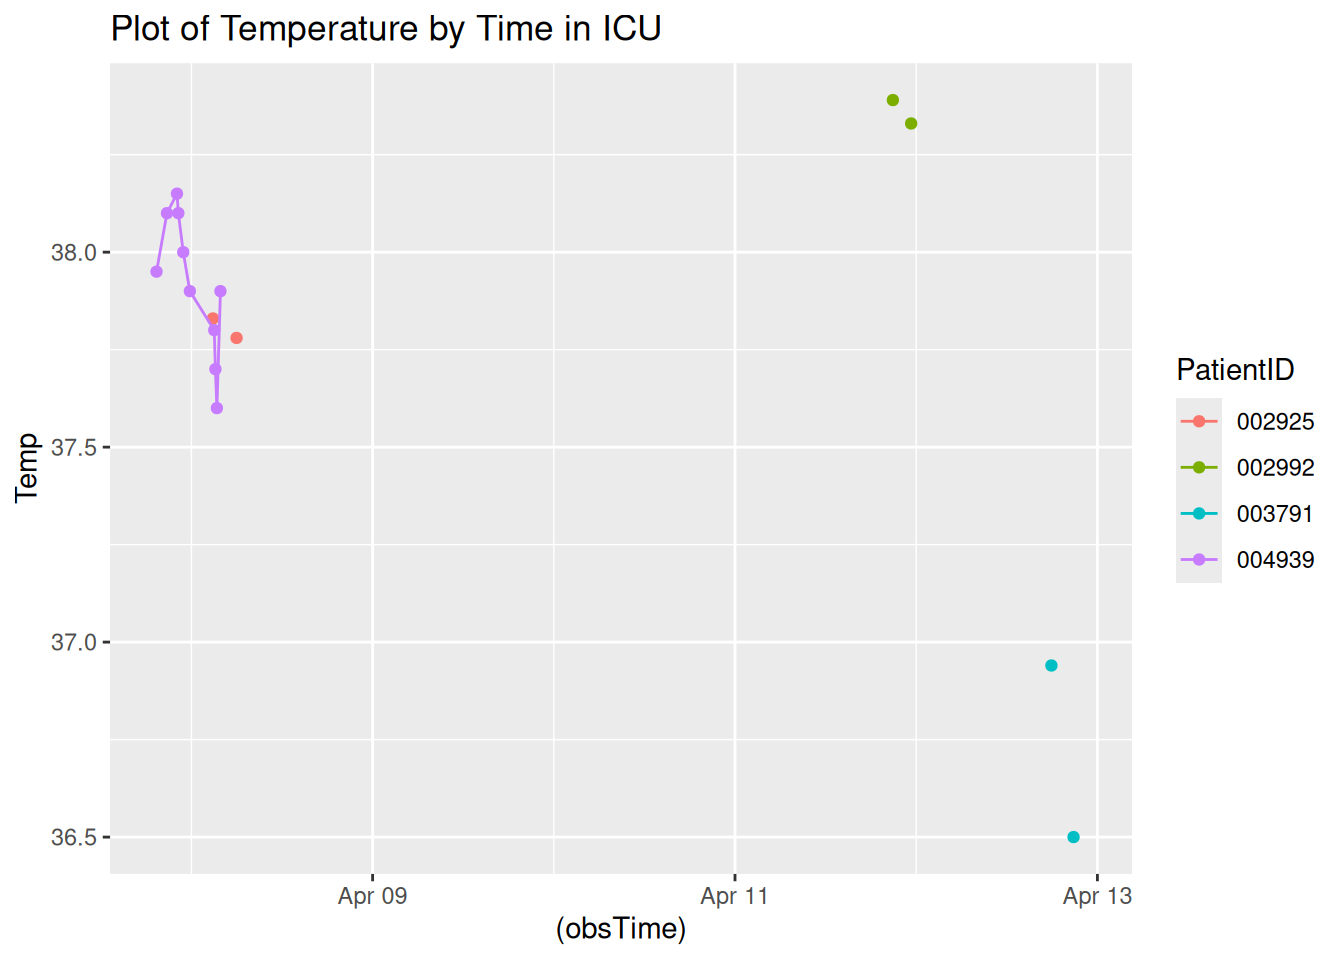 Plot of Temperature by Time in ICU
Temp
38.0
37.5
37.0
36.5
Apr 09 Apr 11 Apr 13
(obsTime)
PatientID
002925
002992
003791
004939